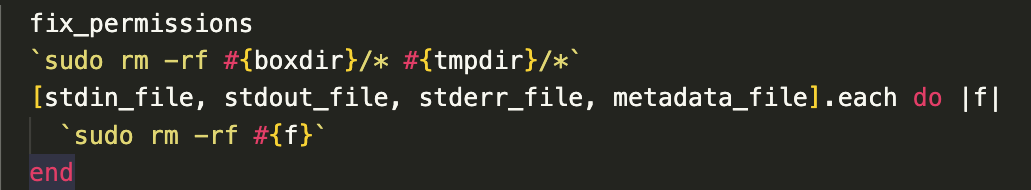 fix_permissions
`sudo rm -rf #{boxdir}/* #{tmpdir}/*`
[stdin_file, stdout_file, stderr_file, metadata_file].each do |f|
`sudo rm -rf #{f}`
end